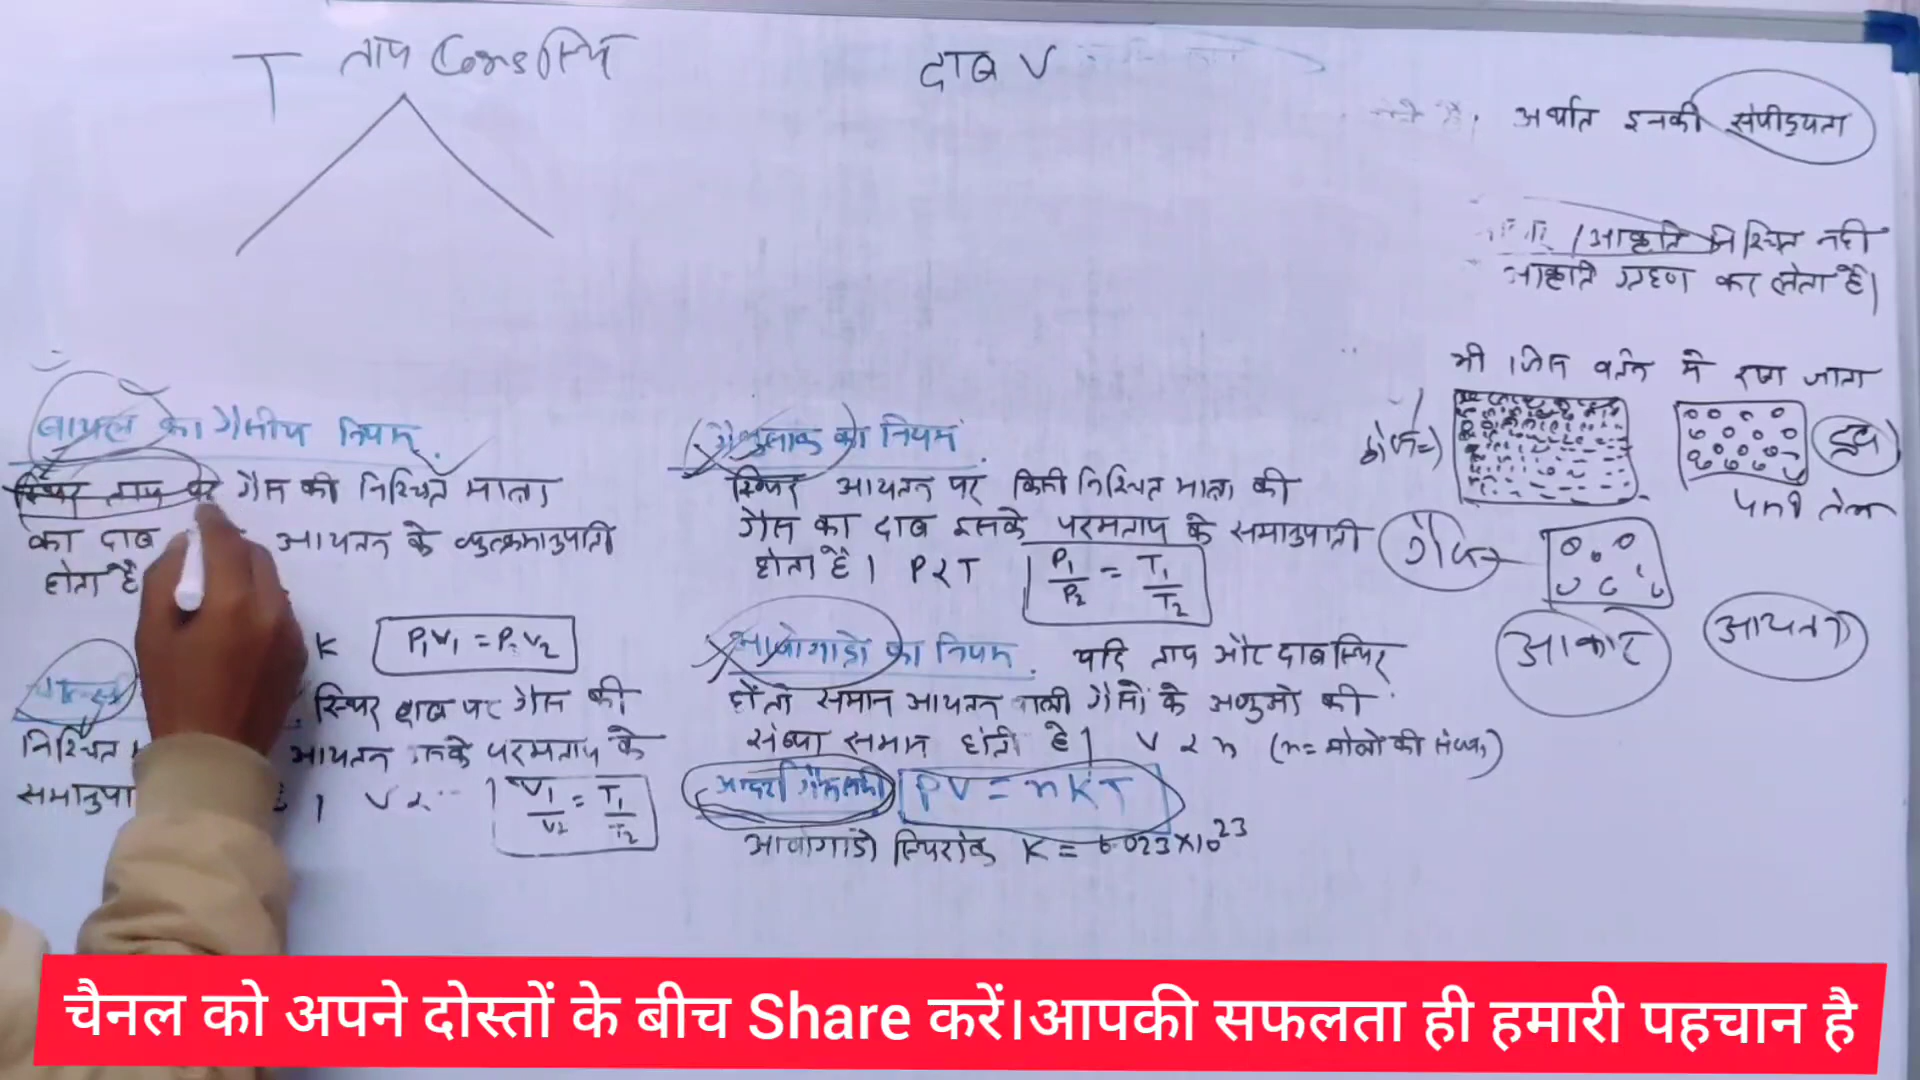 T ताप Consस्थि
दाब V
अर्थात इनकी संपीड्यता
आकृति निश्चित नही
आकृति ग्रहण कर लेता है।
भी जिस बर्तन मे रखा जाता
ठोस =)
द्रव
पानी तेल
गैस
आकार
आयतन
बायल का गैसीय नियम.
स्थिर ताप पर गैस की निश्चित मात्रा
का दाब आयतन के व्युत्क्रमानुपाती
होता है
K P₁V₁ = P₂V₂
स्थिर दाब पर गैस की
निश्चित आयतन उसके परमताप के
समानुपा । V ∝
V₁/V₂ = T₁/T₂
गैलुसाक का नियम.
स्थिर आयतन पर किसी निश्चित मात्रा की
गैस का दाब इसके परमताप के समानुपाती
होता है। P ∝ T P₁/P₂ = T₁/T₂
आवोगाद्रो का नियम. यदि ताप और दाब स्थिर
हो तो समान आयतन वाली गैसो के अणुओ की
संख्या समान होती है। V ∝ n (n = मोलो की संख्या)
PV = nKT
आवोगाद्रो स्थिरांक K = 6.023×10²³
चैनल को अपने दोस्तों के बीच Share करें।आपकी सफलता ही हमारी पहचान है